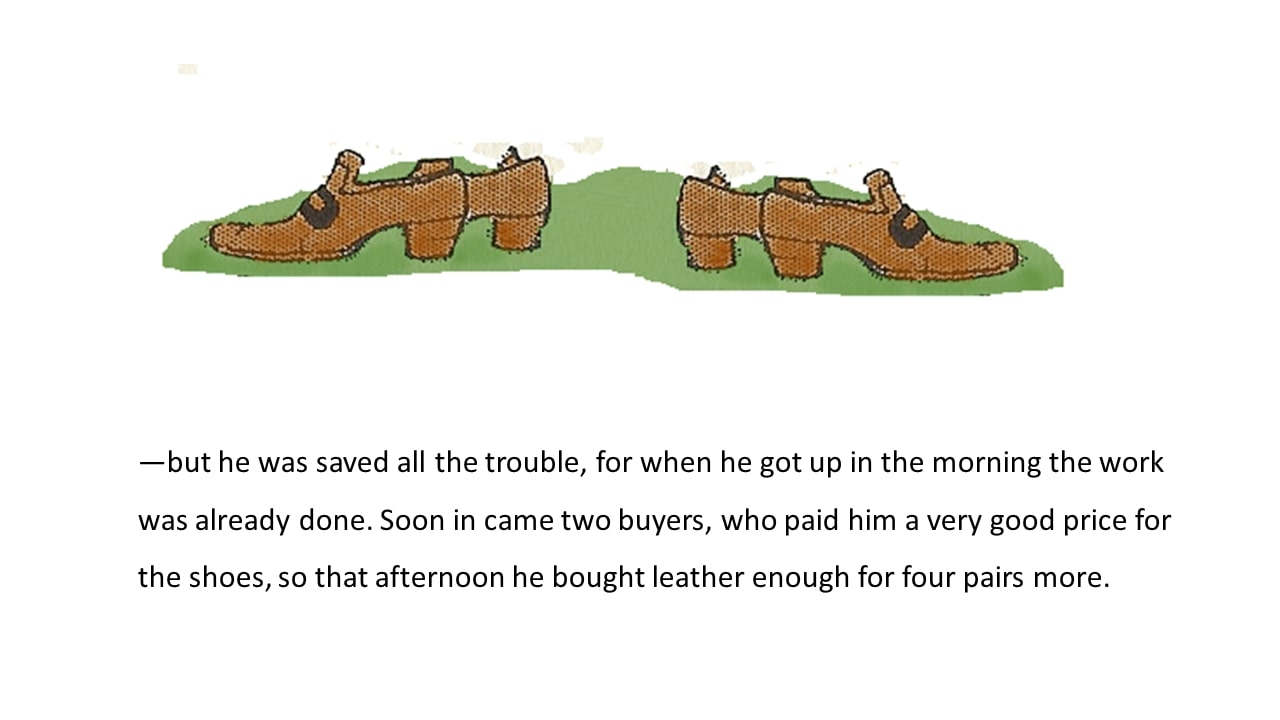 —but he was saved all the trouble, for when he got up in the morning the work
was already done. Soon in came two buyers, who paid him a very good price for
the shoes, so that afternoon he bought leather enough for four pairs more.